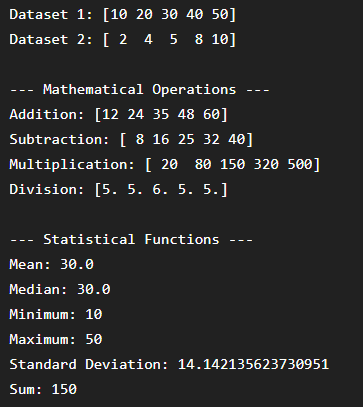 Dataset 1: [10 20 30 40 50]
Dataset 2: [ 2  4  5  8 10]
--- Mathematical Operations ---
Addition: [12 24 35 48 60]
Subtraction: [ 8 16 25 32 40]
Multiplication: [ 20  80 150 320 500]
Division: [5. 5. 6. 5. 5.]
--- Statistical Functions ---
Mean: 30.0
Median: 30.0
Minimum: 10
Maximum: 50
Standard Deviation: 14.142135623730951
Sum: 150